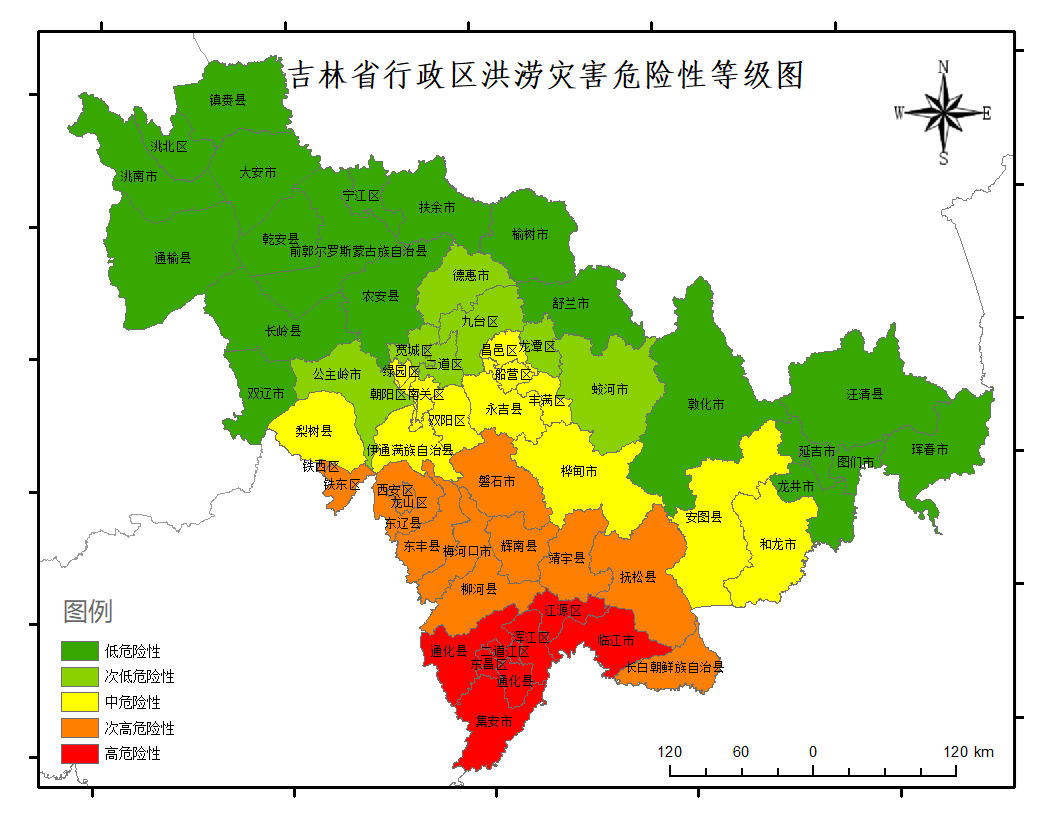 吉林省行政区洪涝灾害危险性等级图
N
W
E
S
镇赉县
洮北区
洮南市
大安市
宁江区
扶余市
榆树市
乾安县
前郭尔罗斯蒙古族自治县
通榆县
德惠市
农安县
舒兰市
九台区
长岭县
宽城区
昌邑区
龙潭区
二道区
绿园区
船营区
公主岭市
双辽市
朝阳区
南关区
丰满区
蛟河市
敦化市
汪清县
永吉县
双阳区
梨树县
伊通满族自治县
延吉市
图们市
珲春市
铁西区
铁东区
桦甸市
磐石市
西安区
龙山区
龙井市
东辽县
安图县
和龙市
东丰县
梅河口市
辉南县
靖宇县
抚松县
柳河县
江源区
浑江区
临江市
通化县
二道江区
东昌区
长白朝鲜族自治县
通化县
集安市
图例
低危险性
次低危险性
中危险性
次高危险性
高危险性
120 60 0 120 km